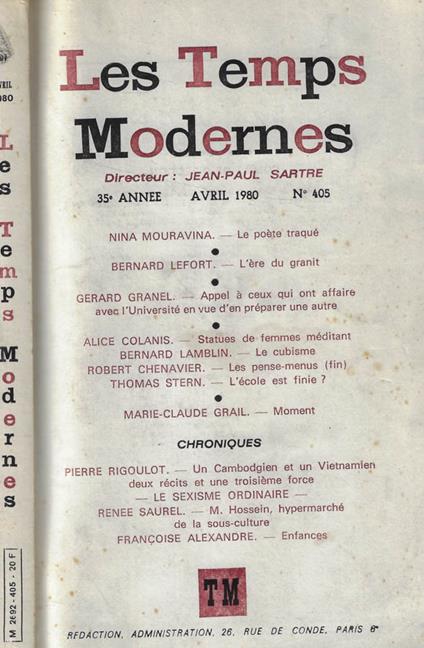 Les Temps
Modernes
Directeur : JEAN-PAUL SARTRE
35e ANNEE AVRIL 1980 N° 405
NINA MOURAVINA. — Le poète traqué
BERNARD LEFORT. — L'ère du granit
GERARD GRANEL. — Appel à ceux qui ont affaire
avec l'Université en vue d'en préparer une autre
ALICE COLANIS. — Statues de femmes méditant
BERNARD LAMBLIN. — Le cubisme
ROBERT CHENAVIER. — Les pense-menus (fin)
THOMAS STERN. — L'école est finie ?
MARIE-CLAUDE GRAIL. — Moment
CHRONIQUES
PIERRE RIGOULOT. — Un Cambodgien et un Vietnamien
deux récits et une troisième force
— LE SEXISME ORDINAIRE —
RENEE SAUREL. — M. Hossein, hypermarché
de la sous-culture
FRANÇOISE ALEXANDRE. — Enfances
TM
REDACTION, ADMINISTRATION, 26, RUE DE CONDE, PARIS 6e
Les Temps Modernes
M 2692 - 405 - 20 F